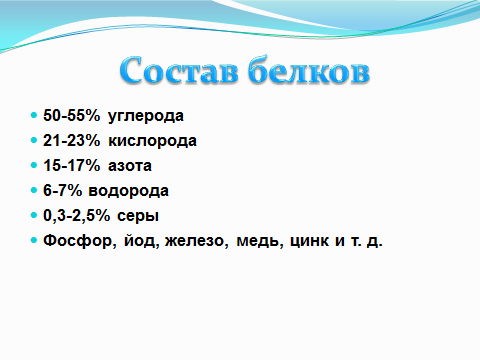 Состав белков
50-55% углерода
21-23% кислорода
15-17% азота
6-7% водорода
0,3-2,5% серы
Фосфор, йод, железо, медь, цинк и т. д.